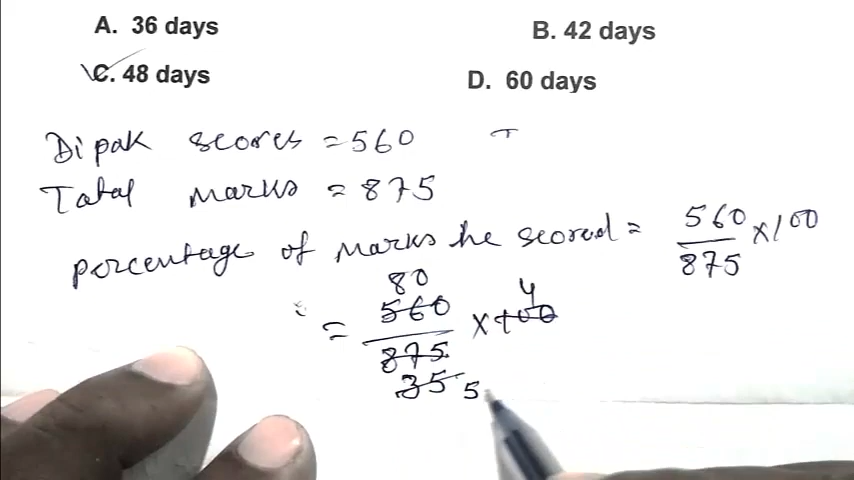 A. 36 days B. 42 days
C. 48 days D. 60 days
Dipak scores = 560 T
Total marks = 875
Percentage of marks he scored = 560/875 × 100
80 4
= 560/875 × 100
35 5